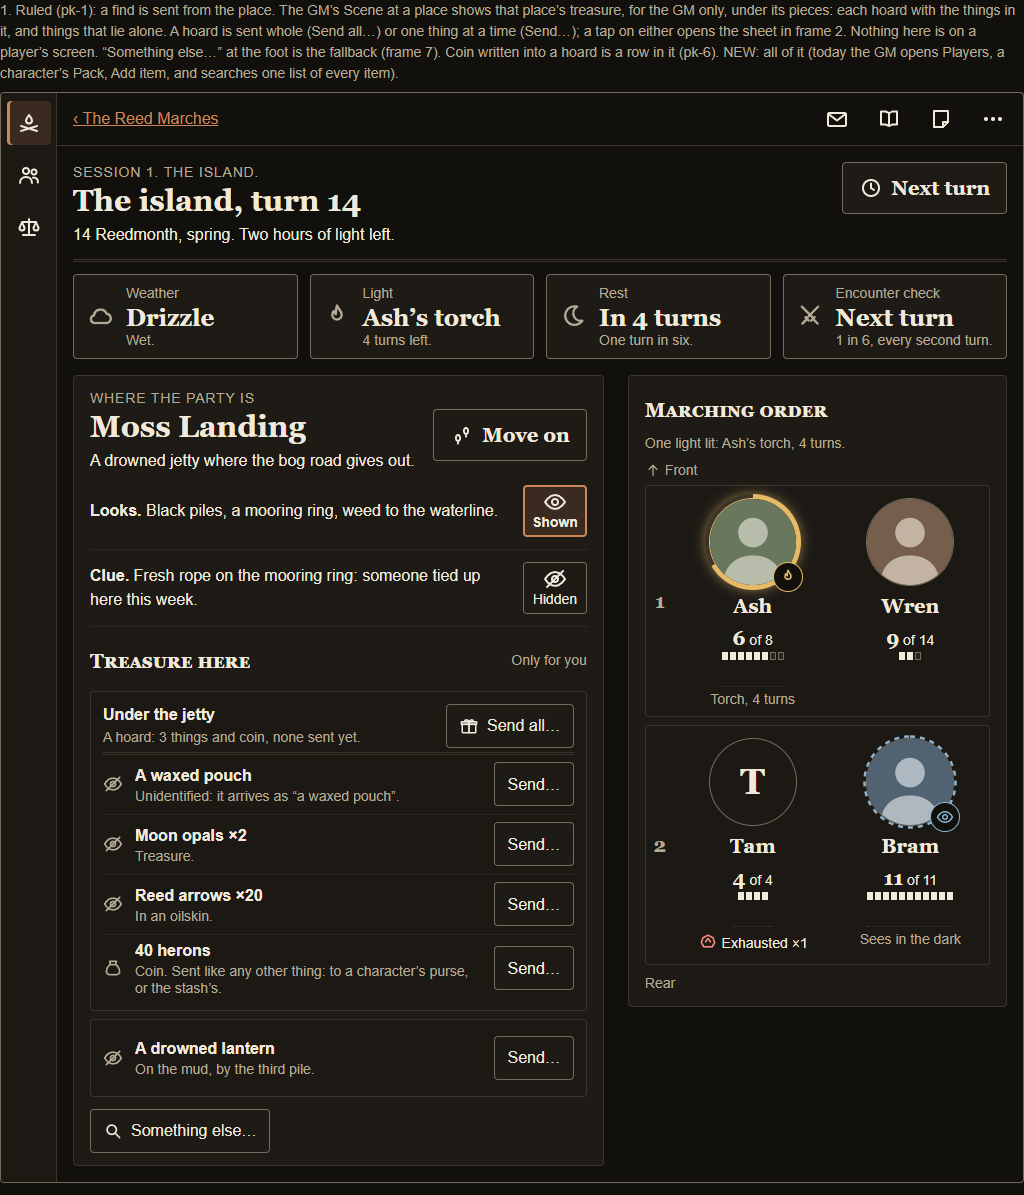 1. Ruled (pk-1): a find is sent from the place. The GM’s Scene at a place shows that place’s treasure, for the GM only, under its pieces: each hoard with the things in
it, and things that lie alone. A hoard is sent whole (Send all…) or one thing at a time (Send…); a tap on either opens the sheet in frame 2. Nothing here is on a
player’s screen. “Something else…” at the foot is the fallback (frame 7). Coin written into a hoard is a row in it (pk-6). NEW: all of it (today the GM opens Players, a
character’s Pack, Add item, and searches one list of every item).
‹ The Reed Marches
SESSION 1. THE ISLAND.
The island, turn 14
14 Reedmonth, spring. Two hours of light left.
Next turn
Weather
Drizzle
Wet.
Light
Ash’s torch
4 turns left.
Rest
In 4 turns
One turn in six.
Encounter check
Next turn
1 in 6, every second turn.
WHERE THE PARTY IS
Moss Landing
A drowned jetty where the bog road gives out.
Move on
Looks. Black piles, a mooring ring, weed to the waterline.
Shown
Clue. Fresh rope on the mooring ring: someone tied up
here this week.
Hidden
Treasure here
Only for you
Under the jetty
A hoard: 3 things and coin, none sent yet.
Send all…
A waxed pouch
Unidentified: it arrives as “a waxed pouch”.
Send…
Moon opals ×2
Treasure.
Send…
Reed arrows ×20
In an oilskin.
Send…
40 herons
Coin. Sent like any other thing: to a character’s purse,
or the stash’s.
Send…
A drowned lantern
On the mud, by the third pile.
Send…
Something else…
Marching order
One light lit: Ash’s torch, 4 turns.
↑ Front
1
Ash
6 of 8
Torch, 4 turns
Wren
9 of 14
2
T
Tam
4 of 4
Exhausted ×1
Bram
11 of 11
Sees in the dark
Rear